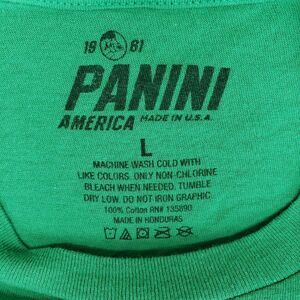 19 61
PANINI
AMERICA MADE IN U.S.A.
L
MACHINE WASH COLD WITH
LIKE COLORS. ONLY NON-CHLORINE
BLEACH WHEN NEEDED. TUMBLE
DRY LOW. DO NOT IRON GRAPHIC.
100% Cotton RN# 135890
MADE IN HONDURAS